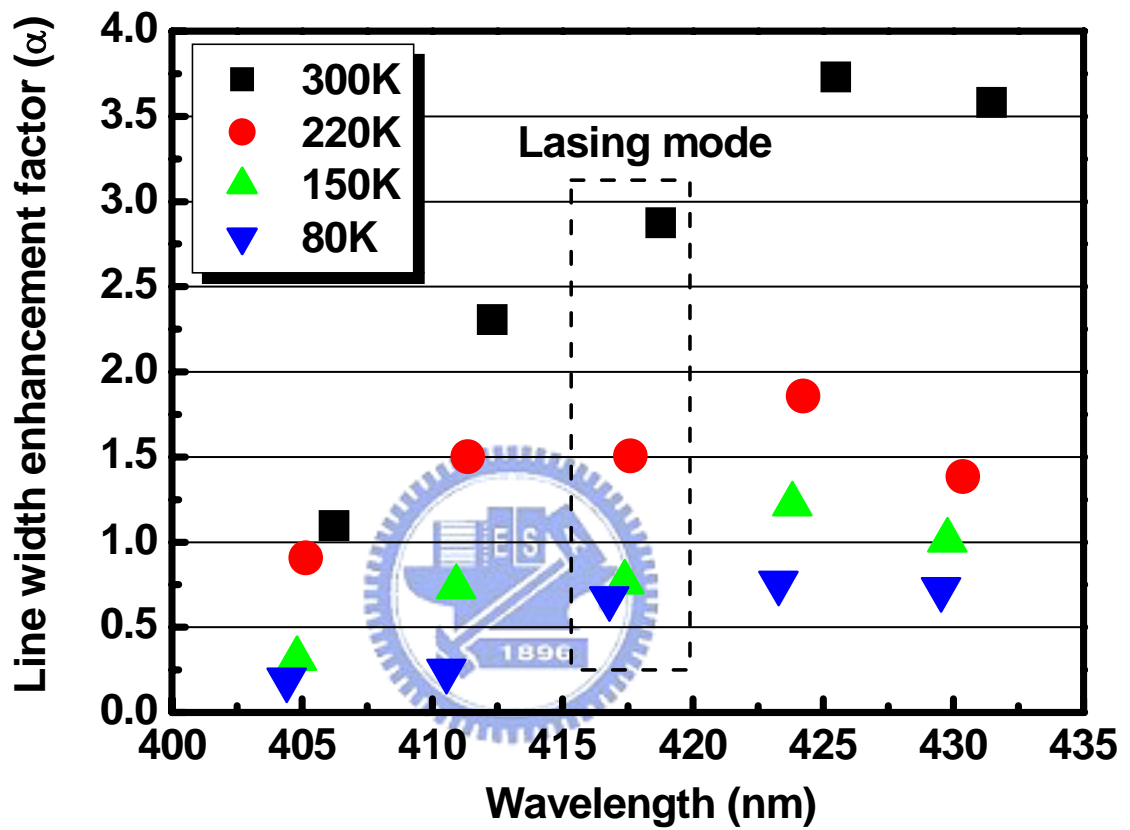 Line width enhancement factor (α)
4.0
3.5
3.0
2.5
2.0
1.5
1.0
0.5
0.0
300K
220K
150K
80K
Lasing mode
ES
1896
400 405 410 415 420 425 430 435
Wavelength (nm)